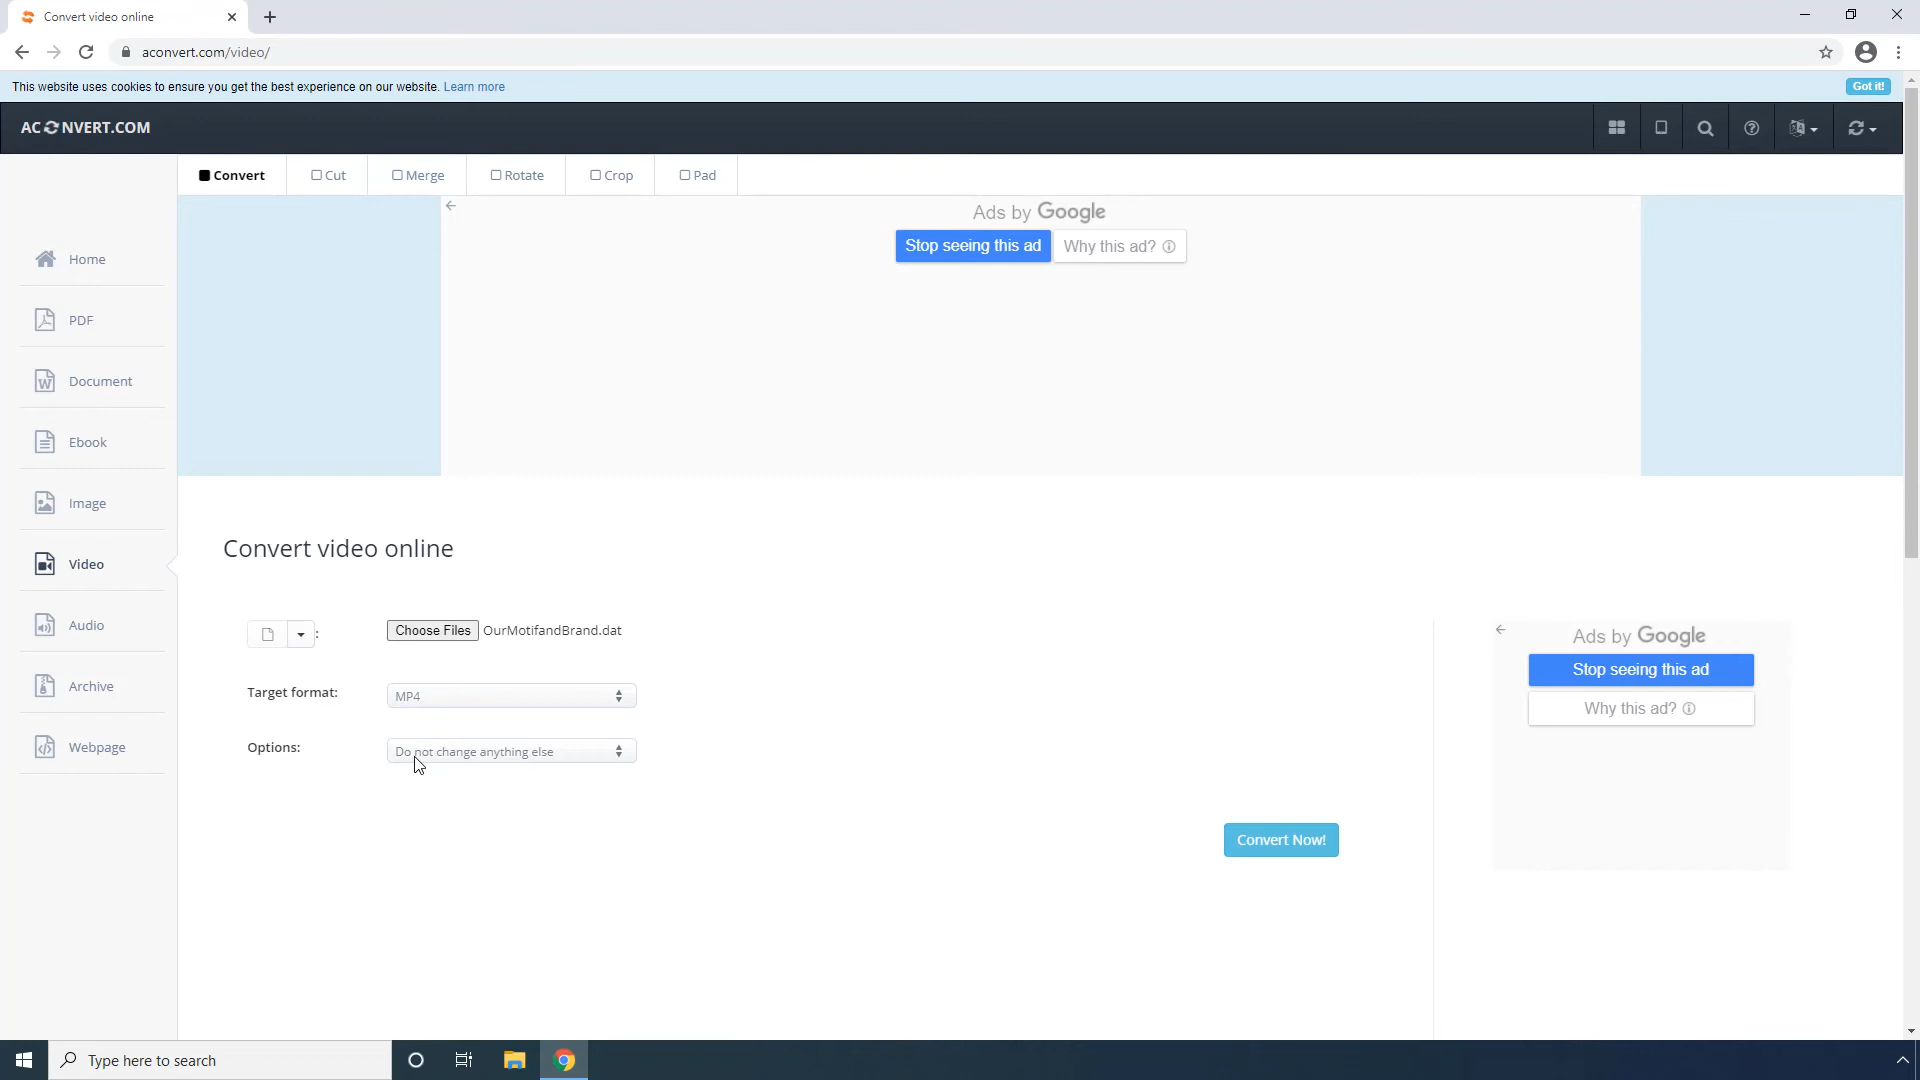 Convert video online
aconvert.com/video/
This website uses cookies to ensure you get the best experience on our website. Learn more
Got it!
AC NVERT.COM
Convert
Cut
Merge
Rotate
Crop
Pad
Ads by Google
Stop seeing this ad
Why this ad?
Home
PDF
Document
Ebook
Image
Video
Audio
Archive
Webpage
Convert video online
:
Choose Files OurMotifandBrand.dat
Target format:
MP4
Options:
Do not change anything else
Convert Now!
Ads by Google
Stop seeing this ad
Why this ad?
Type here to search